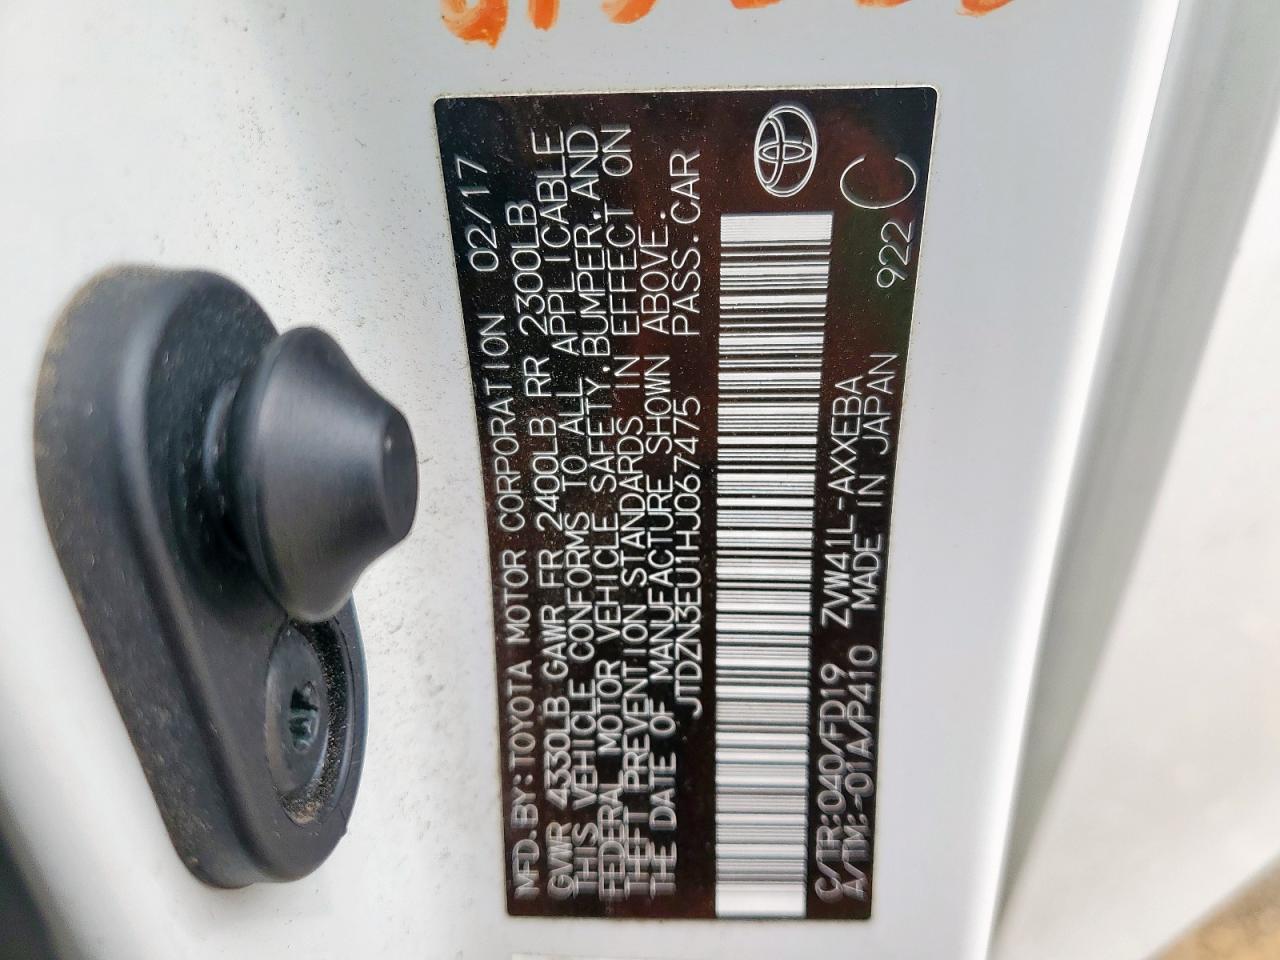 MFD.BY:TOYOTA MOTOR CORPORATION 02/17
GVWR 4330LB GAWR FR 2400LB RR 2300LB
THIS VEHICLE CONFORMS TO ALL APPLICABLE
FEDERAL MOTOR VEHICLE SAFETY,BUMPER,AND
THEFT PREVENTION STANDARDS IN EFFECT ON
THE DATE OF MANUFACTURE SHOWN ABOVE.
JTDZN3EU1HJ067475 PASS.CAR
C/TR:040/FD19 ZVW41L-AXXEBA 922 C
A/TM:-01A/P410 MADE IN JAPAN